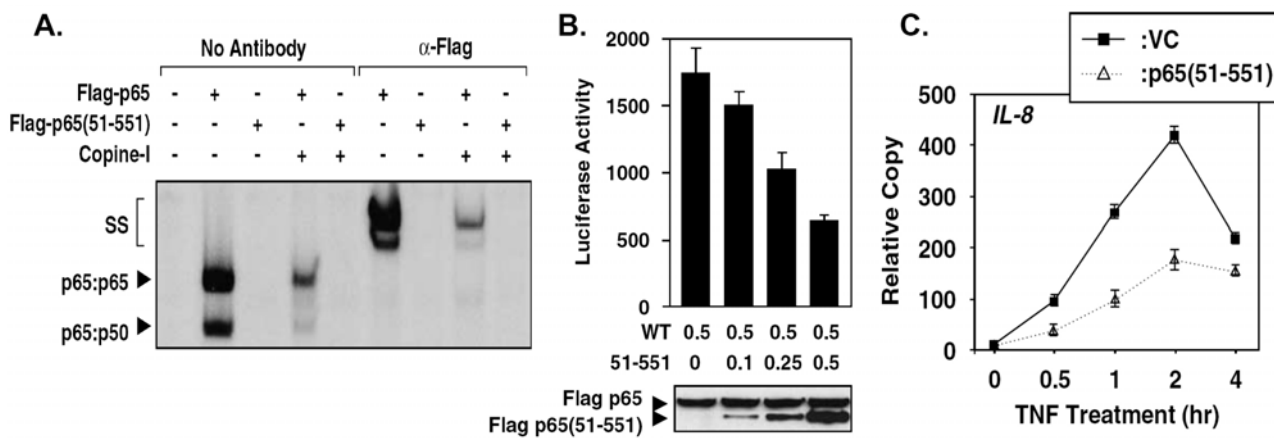 A.
No Antibody α-Flag
Flag-p65 - + - + - + - + -
Flag-p65(51-551) - - + - + - + - +
Copine-I - - - + + - - + +
SS
p65:p65
p65:p50
B.
Luciferase Activity
2000
1500
1000
500
0
WT 0.5 0.5 0.5 0.5
51-551 0 0.1 0.25 0.5
Flag p65
Flag p65(51-551)
C.
:VC
:p65(51-551)
IL-8
Relative Copy
500
400
300
200
100
0
0 0.5 1 2 4
TNF Treatment (hr)